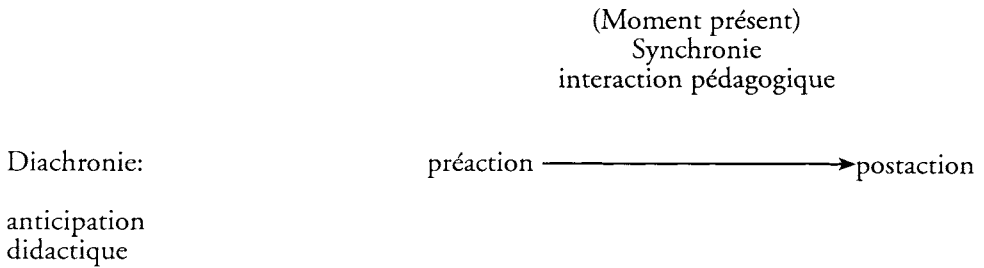 (Moment présent)
Synchronie
interaction pédagogique
Diachronie: préaction postaction
anticipation
didactique